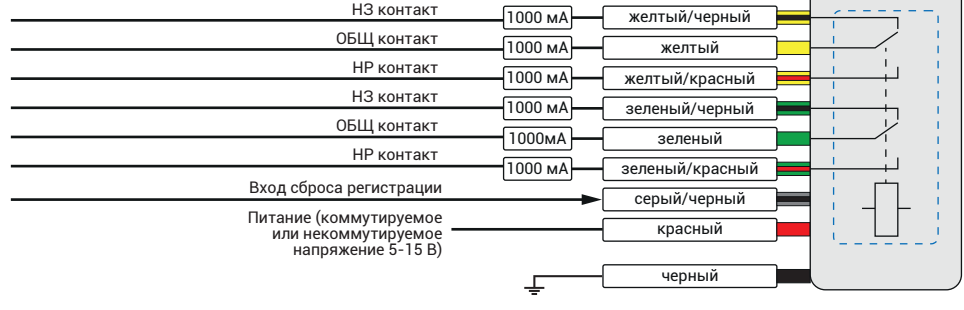 НЗ контакт 1000 мА желтый/черный
ОБЩ контакт 1000 мА желтый
НР контакт 1000 мА желтый/красный
НЗ контакт 1000 мА зеленый/черный
ОБЩ контакт 1000мА зеленый
НР контакт 1000 мА зеленый/красный
Вход сброса регистрации серый/черный
Питание (коммутируемое
или некоммутируемое
напряжение 5-15 В)
красный
черный